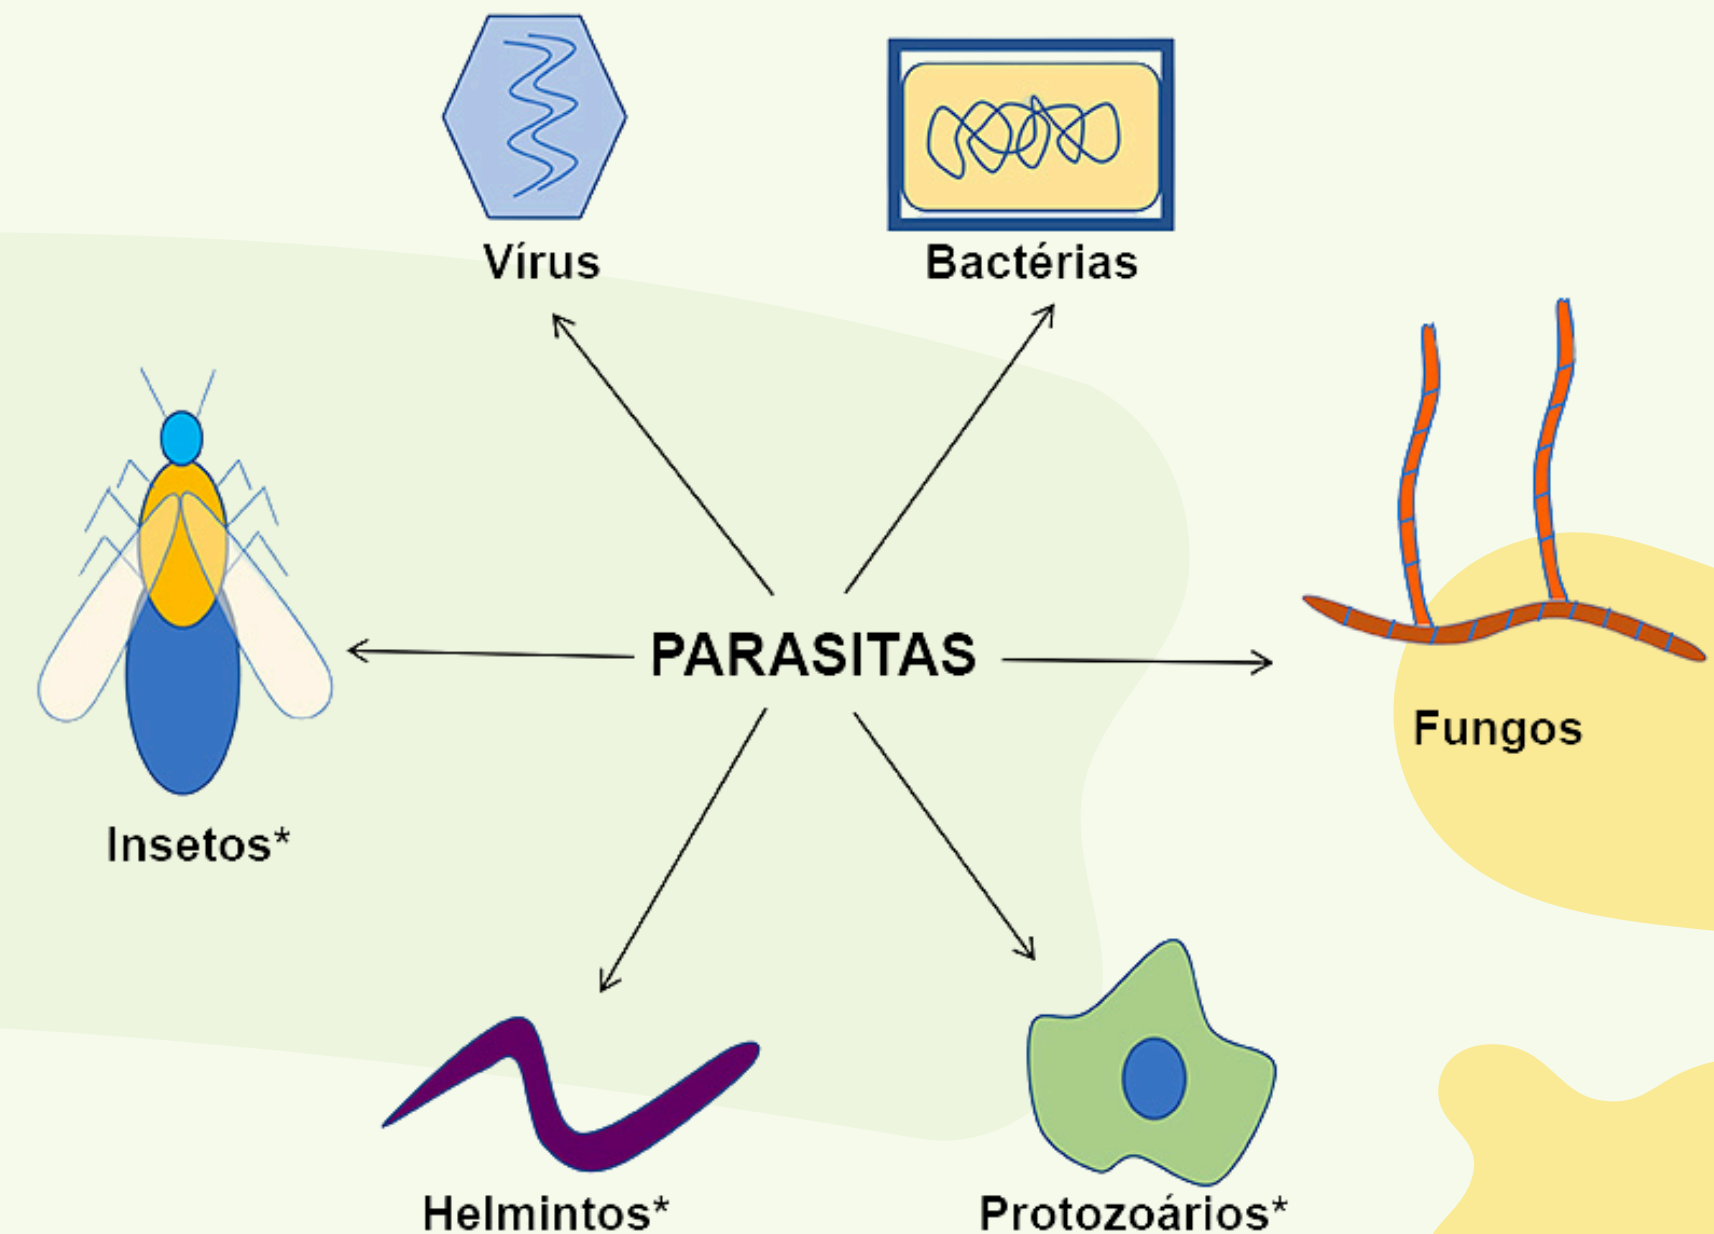 Vírus
Bactérias
PARASITAS
Fungos
Insetos*
Helmintos*
Protozoários*